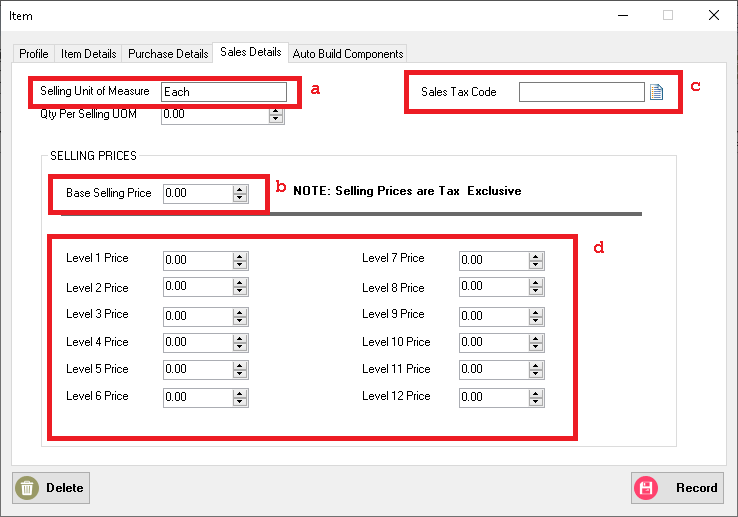 Item
Profile Item Details Purchase Details Sales Details Auto Build Components
Selling Unit of Measure Each a Sales Tax Code c
Qty Per Selling UOM 0.00
SELLING PRICES
Base Selling Price 0.00 b NOTE: Selling Prices are Tax Exclusive
d
Level 1 Price 0.00 Level 7 Price 0.00
Level 2 Price 0.00 Level 8 Price 0.00
Level 3 Price 0.00 Level 9 Price 0.00
Level 4 Price 0.00 Level 10 Price 0.00
Level 5 Price 0.00 Level 11 Price 0.00
Level 6 Price 0.00 Level 12 Price 0.00
Delete Record